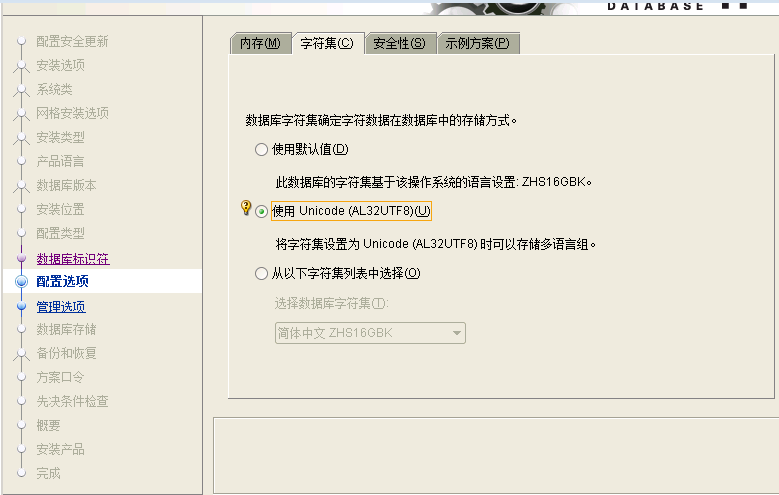 DATABASE
配置安全更新
安装选项
系统类
网格安装选项
安装类型
产品语言
数据库版本
安装位置
配置类型
数据库标识符
配置选项
管理选项
数据库存储
备份和恢复
方案口令
先决条件检查
概要
安装产品
完成
内存(M) 字符集(C) 安全性(S) 示例方案(P)
数据库字符集确定字符数据在数据库中的存储方式。
使用默认值(D)
此数据库的字符集基于该操作系统的语言设置: ZHS16GBK。
使用 Unicode (AL32UTF8)(U)
将字符集设置为 Unicode (AL32UTF8) 时可以存储多语言组。
从以下字符集列表中选择(O)
选择数据库字符集(T):
简体中文 ZHS16GBK